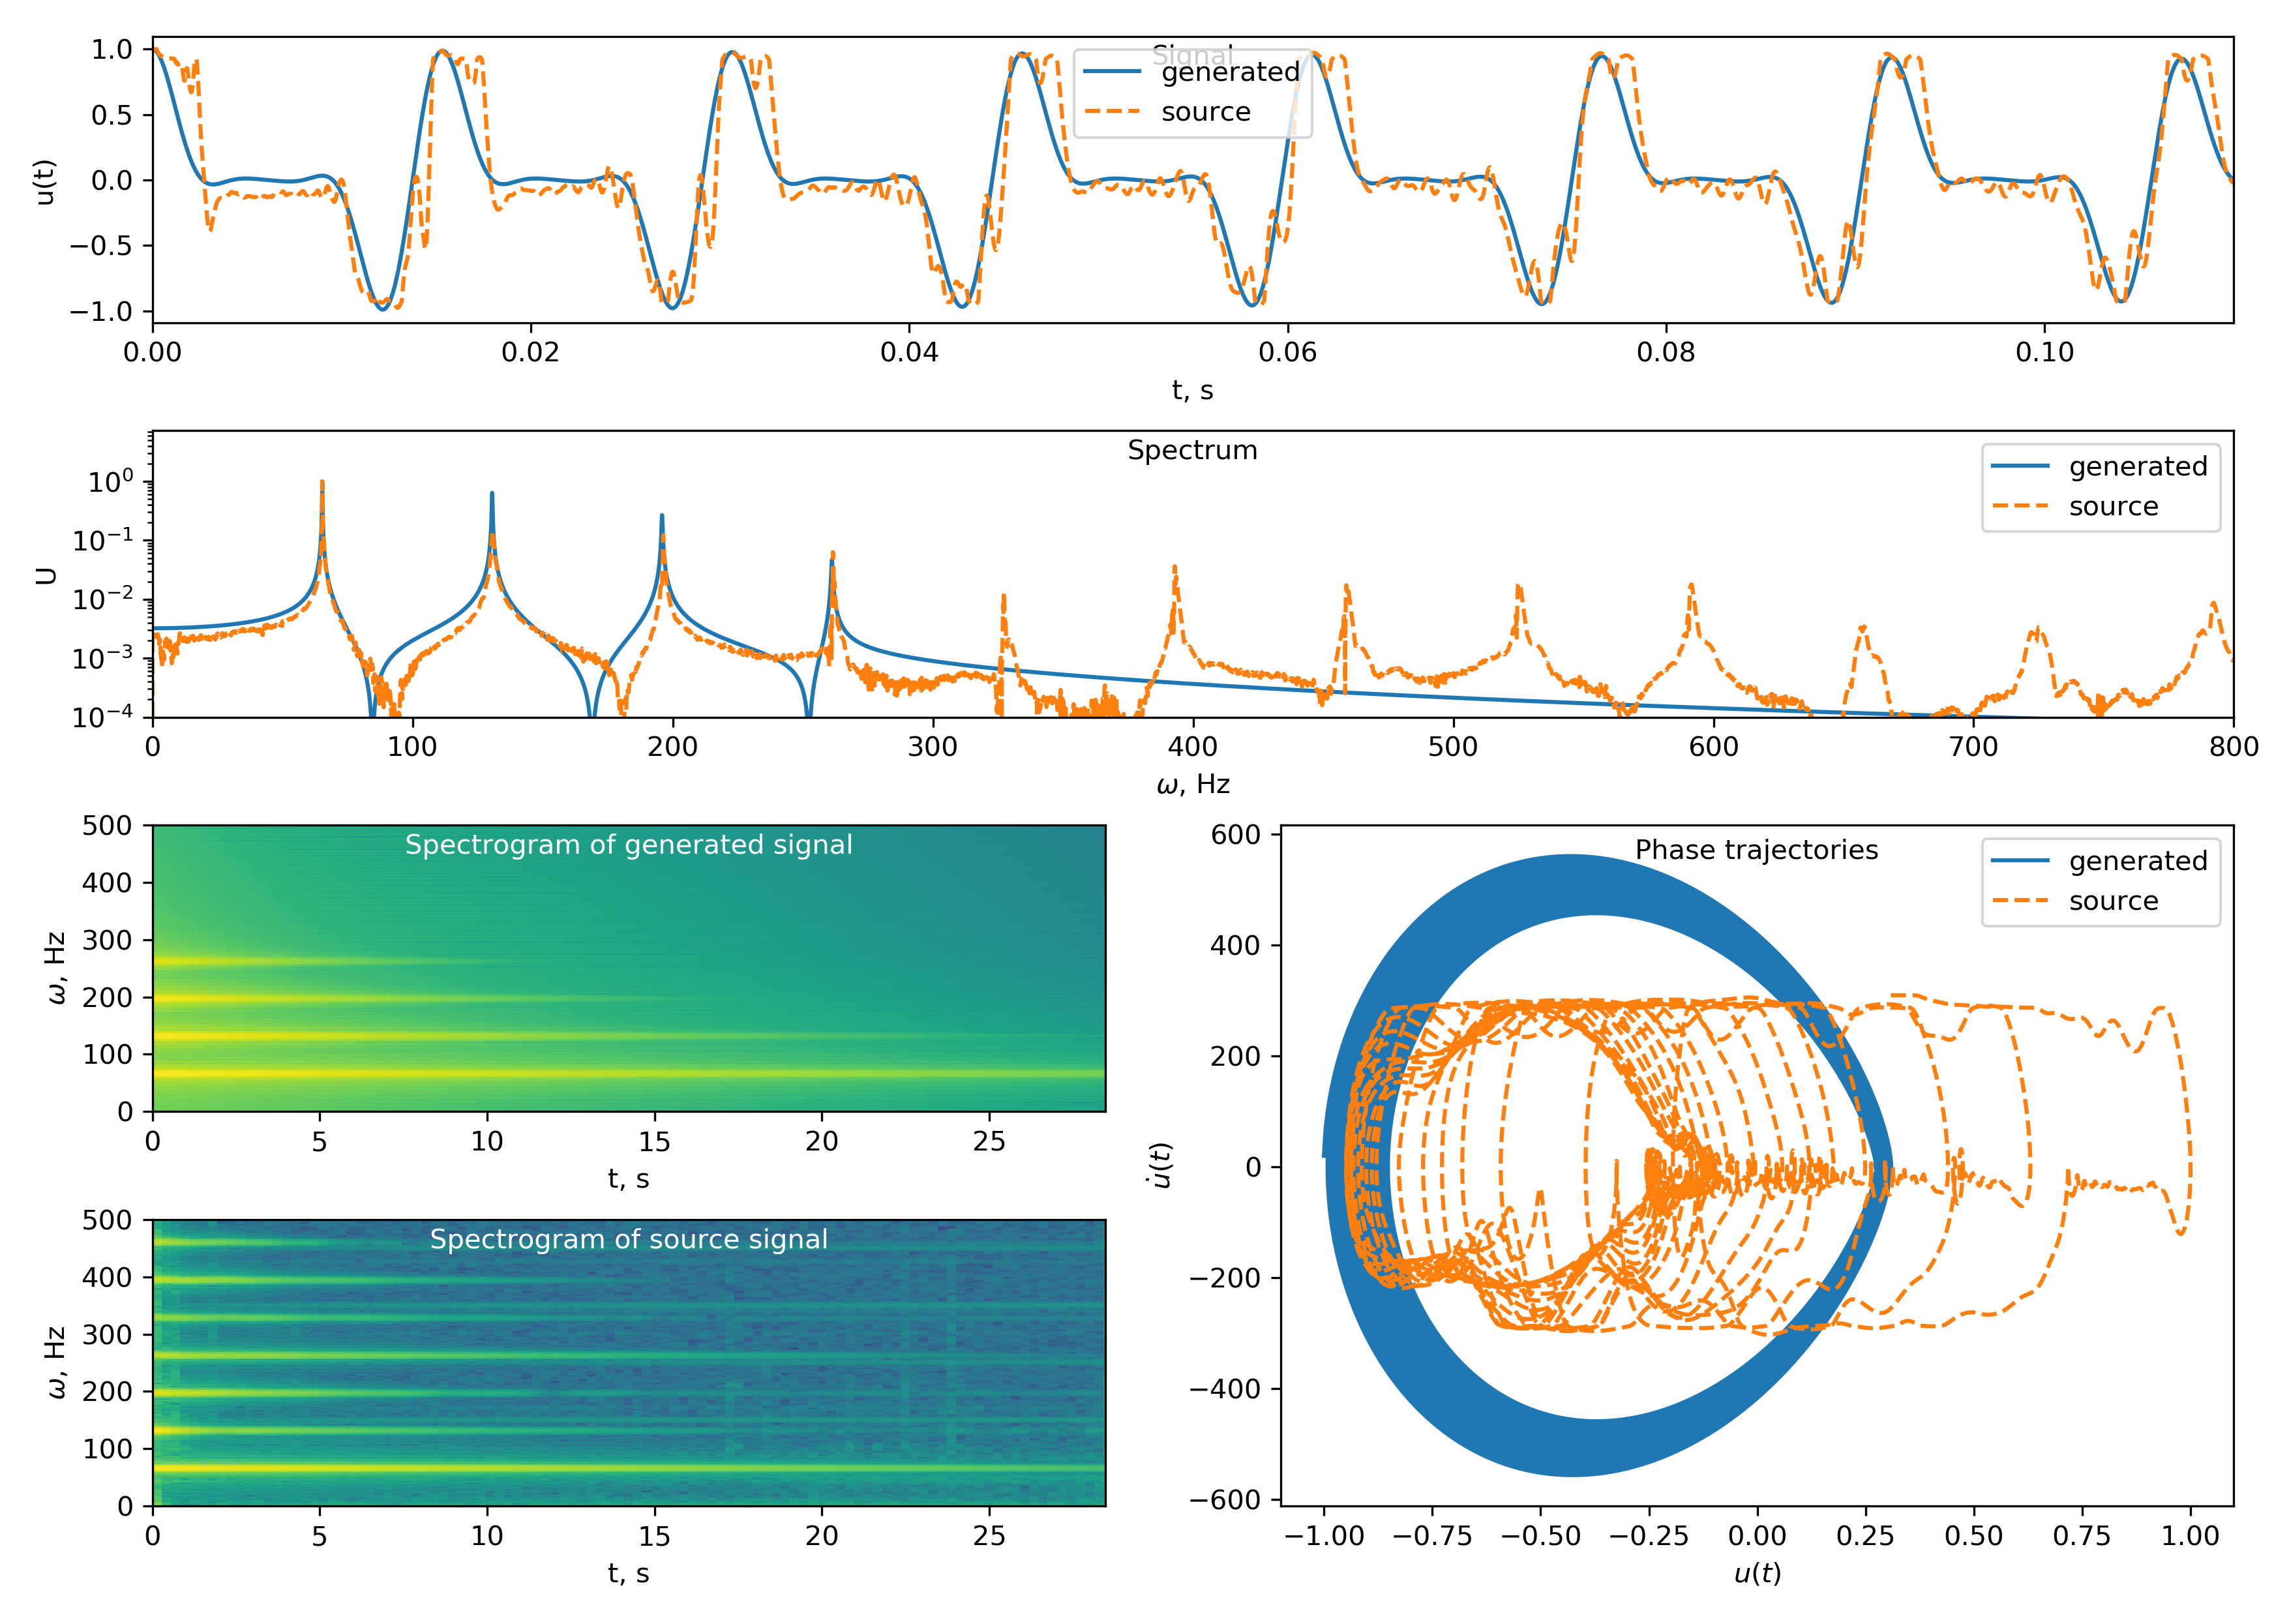 Signal
generated
source
1.0
0.5
0.0
−0.5
−1.0
u(t)
0.00 0.02 0.04 0.06 0.08 0.10
t, s
Spectrum
generated
source
10⁰
10⁻¹
10⁻²
10⁻³
10⁻⁴
U
0 100 200 300 400 500 600 700 800
ω, Hz
Spectrogram of generated signal
500
400
300
200
100
0
ω, Hz
0 5 10 15 20 25
t, s
Spectrogram of source signal
500
400
300
200
100
0
ω, Hz
0 5 10 15 20 25
t, s
Phase trajectories
generated
source
600
400
200
0
−200
−400
−600
u̇(t)
−1.00 −0.75 −0.50 −0.25 0.00 0.25 0.50 0.75 1.00
u(t)